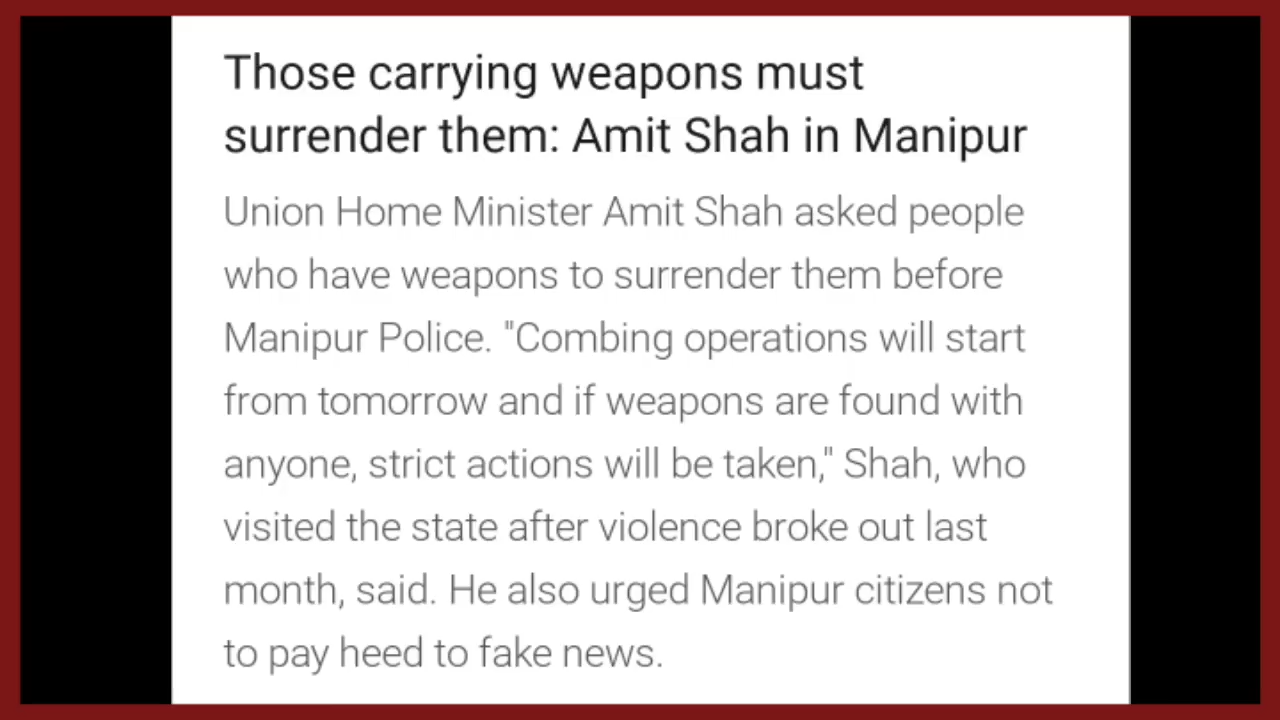 Those carrying weapons must
surrender them: Amit Shah in Manipur
Union Home Minister Amit Shah asked people
who have weapons to surrender them before
Manipur Police. "Combing operations will start
from tomorrow and if weapons are found with
anyone, strict actions will be taken," Shah, who
visited the state after violence broke out last
month, said. He also urged Manipur citizens not
to pay heed to fake news.